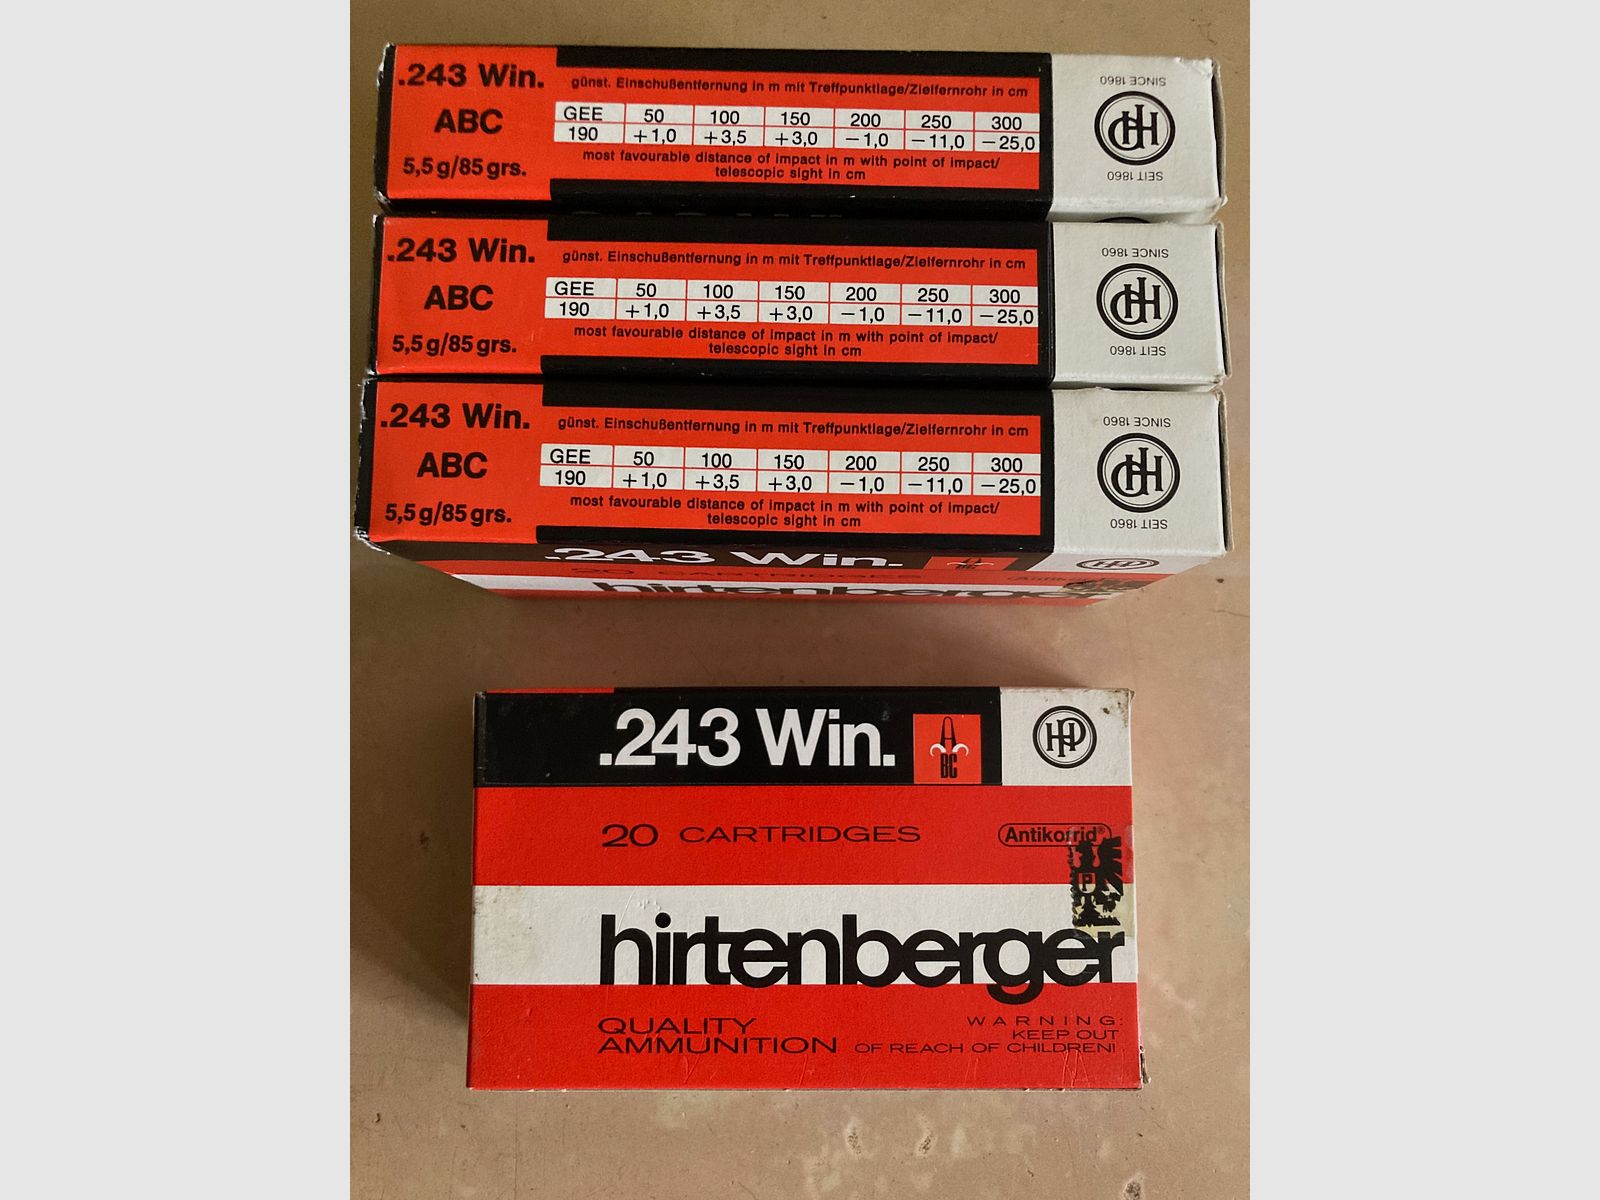 .243 Win.
ABC
5,5 g/85 grs.
günst. Einschußentfernung in m mit Treffpunktlage/Zielfernrohr in cm
GEE 50 100 150 200 250 300
190 +1,0 +3,5 +3,0 −1,0 −11,0 −25,0
most favourable distance of impact in m with point of impact/
telescopic sight in cm
SINCE 1860
HJH
SEIT 1860
.243 Win.
ABC
5,5 g/85 grs.
günst. Einschußentfernung in m mit Treffpunktlage/Zielfernrohr in cm
GEE 50 100 150 200 250 300
190 +1,0 +3,5 +3,0 −1,0 −11,0 −25,0
most favourable distance of impact in m with point of impact/
telescopic sight in cm
SINCE 1860
SEIT 1860
.243 Win.
ABC
5,5 g/85 grs.
günst. Einschußentfernung in m mit Treffpunktlage/Zielfernrohr in cm
GEE 50 100 150 200 250 300
190 +1,0 +3,5 +3,0 −1,0 −11,0 −25,0
most favourable distance of impact in m with point of impact/
telescopic sight in cm
SINCE 1860
SEIT 1860
.243 Win.
20 CARTRIDGES
hirtenberger
.243 Win.
A
BC
HP
20 CARTRIDGES
Antikorrid®
P
hirtenberger
QUALITY
AMMUNITION
WARNING:
KEEP OUT
OF REACH OF CHILDREN!